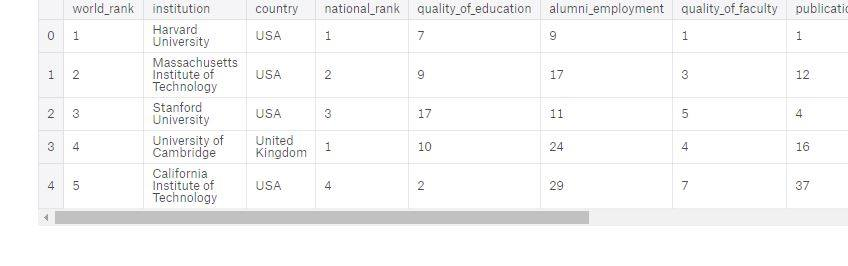 world_rank institution country national_rank quality_of_education alumni_employment quality_of_faculty publicatio
0 1 Harvard University USA 1 7 9 1 1
1 2 Massachusetts Institute of Technology USA 2 9 17 3 12
2 3 Stanford University USA 3 17 11 5 4
3 4 University of Cambridge United Kingdom 1 10 24 4 16
4 5 California Institute of Technology USA 4 2 29 7 37